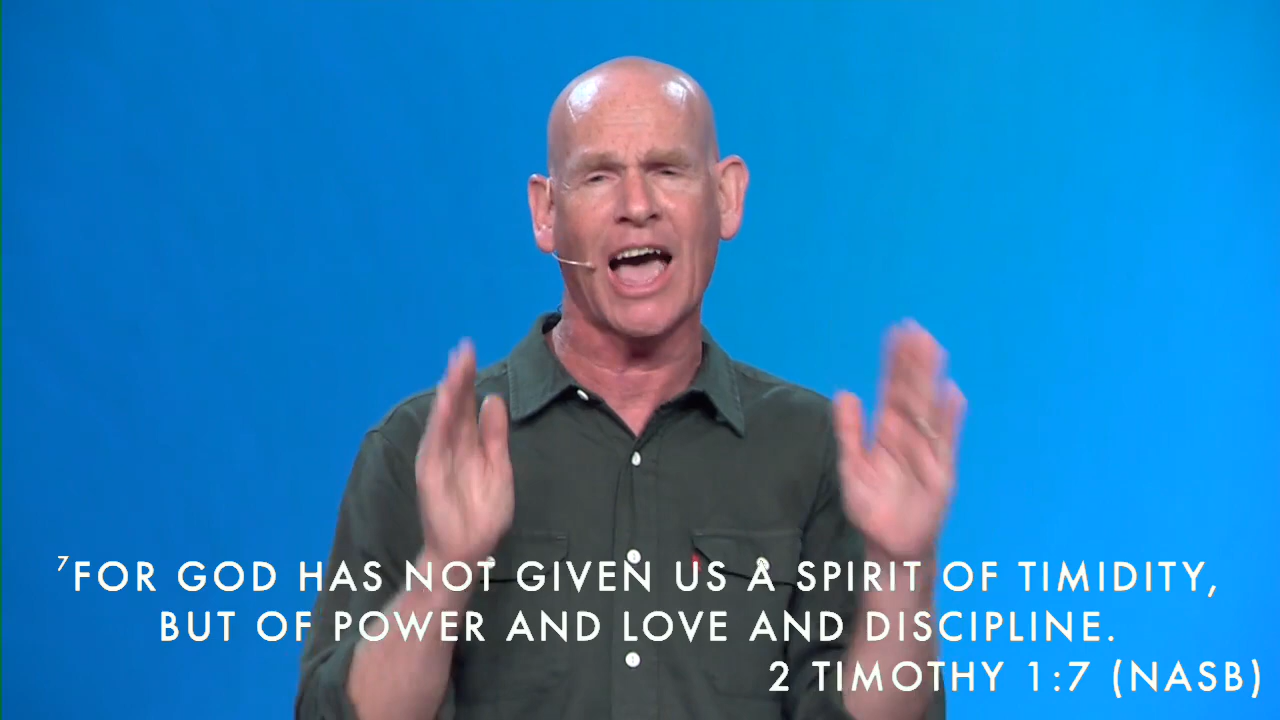 ⁷FOR GOD HAS NOT GIVEN US A SPIRIT OF TIMIDITY,
BUT OF POWER AND LOVE AND DISCIPLINE.
2 TIMOTHY 1:7 (NASB)